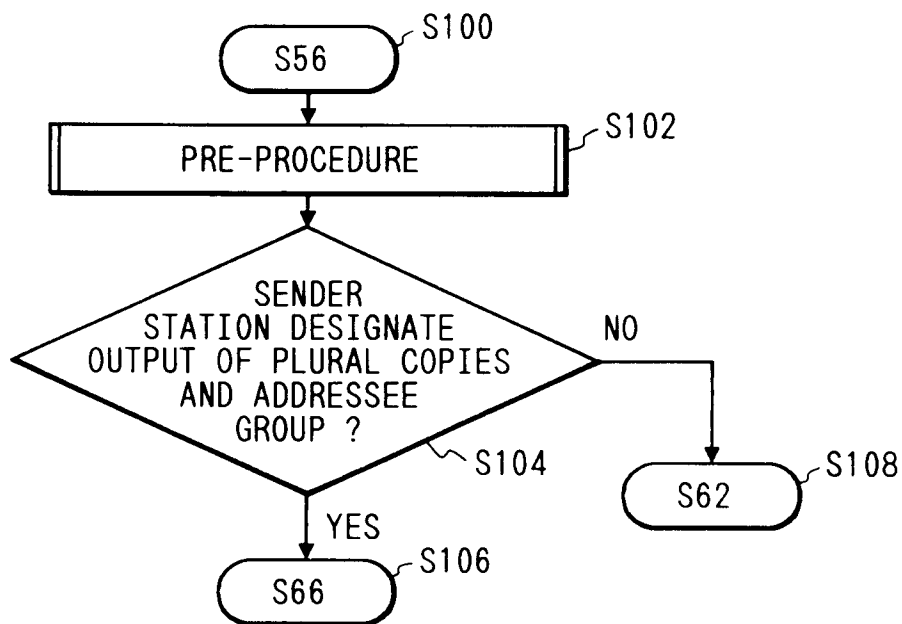 S100
S56
S102
PRE-PROCEDURE
SENDER
STATION DESIGNATE
OUTPUT OF PLURAL COPIES
AND ADDRESSEE
GROUP ?
NO
S104
S108
S62
YES
S106
S66